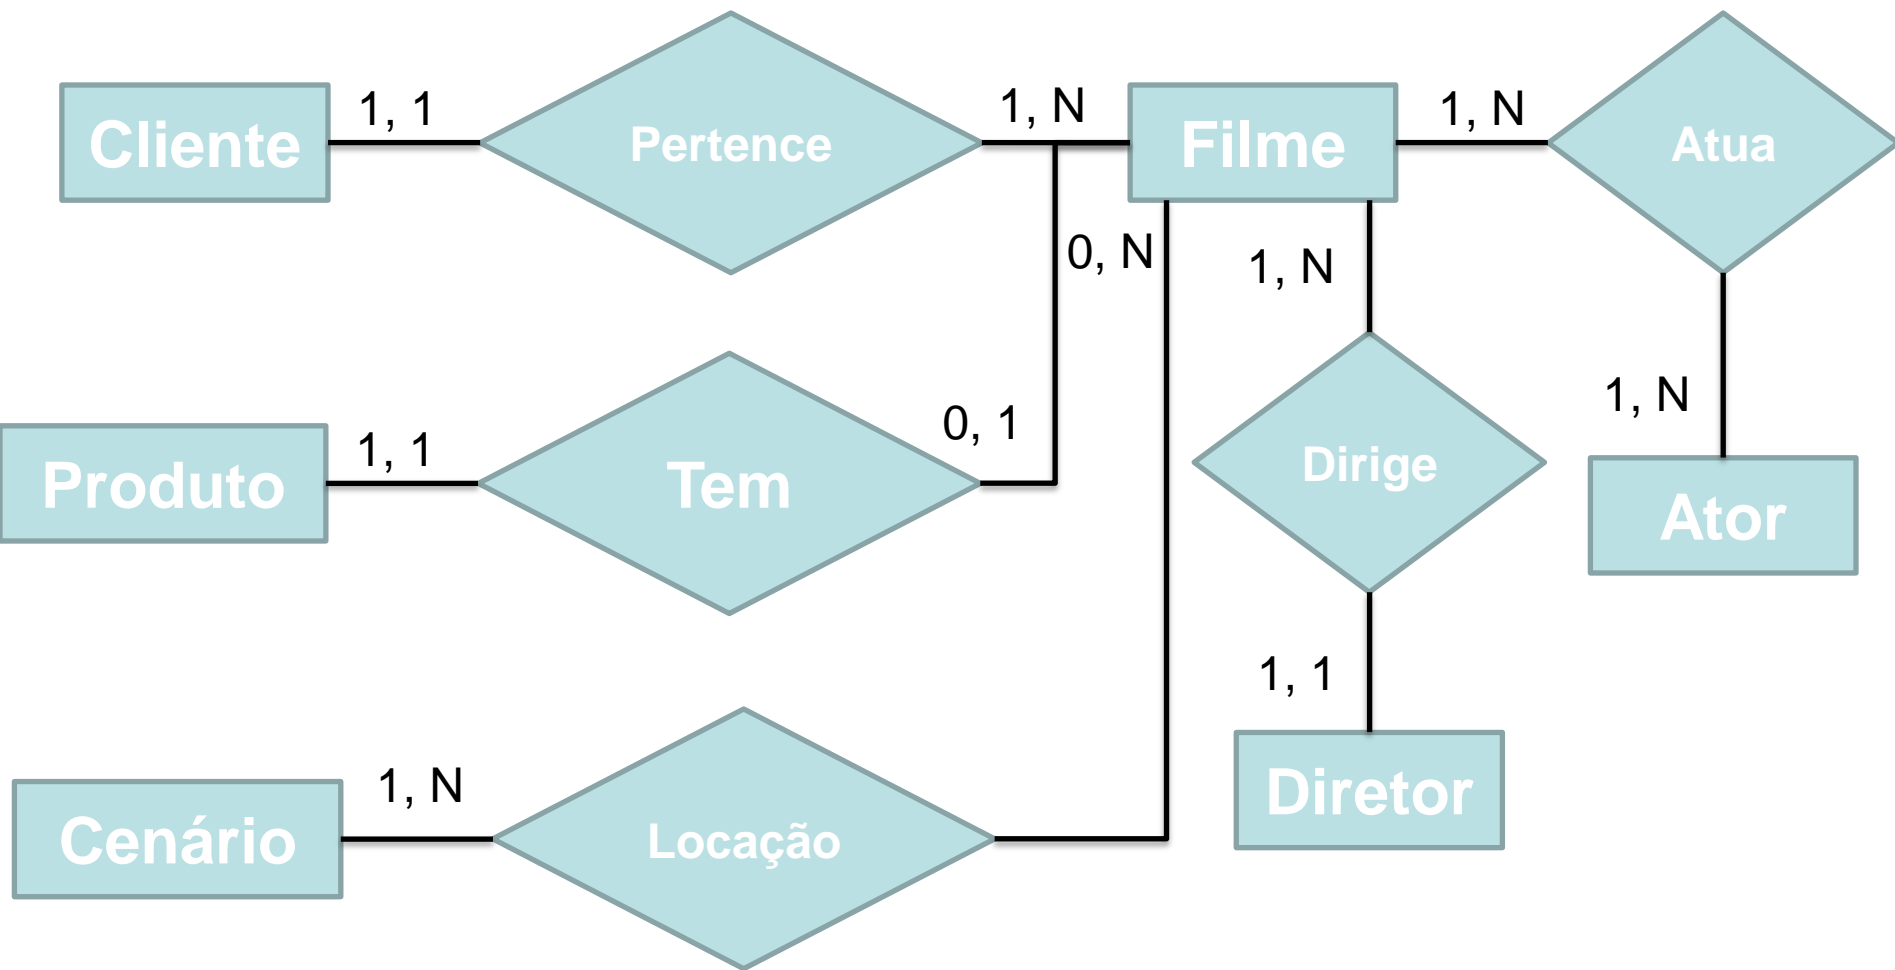 1, 1
1, N
1, N
Cliente
Pertence
Filme
Atua
0, N
1, N
1, N
0, 1
1, 1
Produto
Tem
Dirige
Ator
1, 1
1, N
Diretor
Cenário
Locação